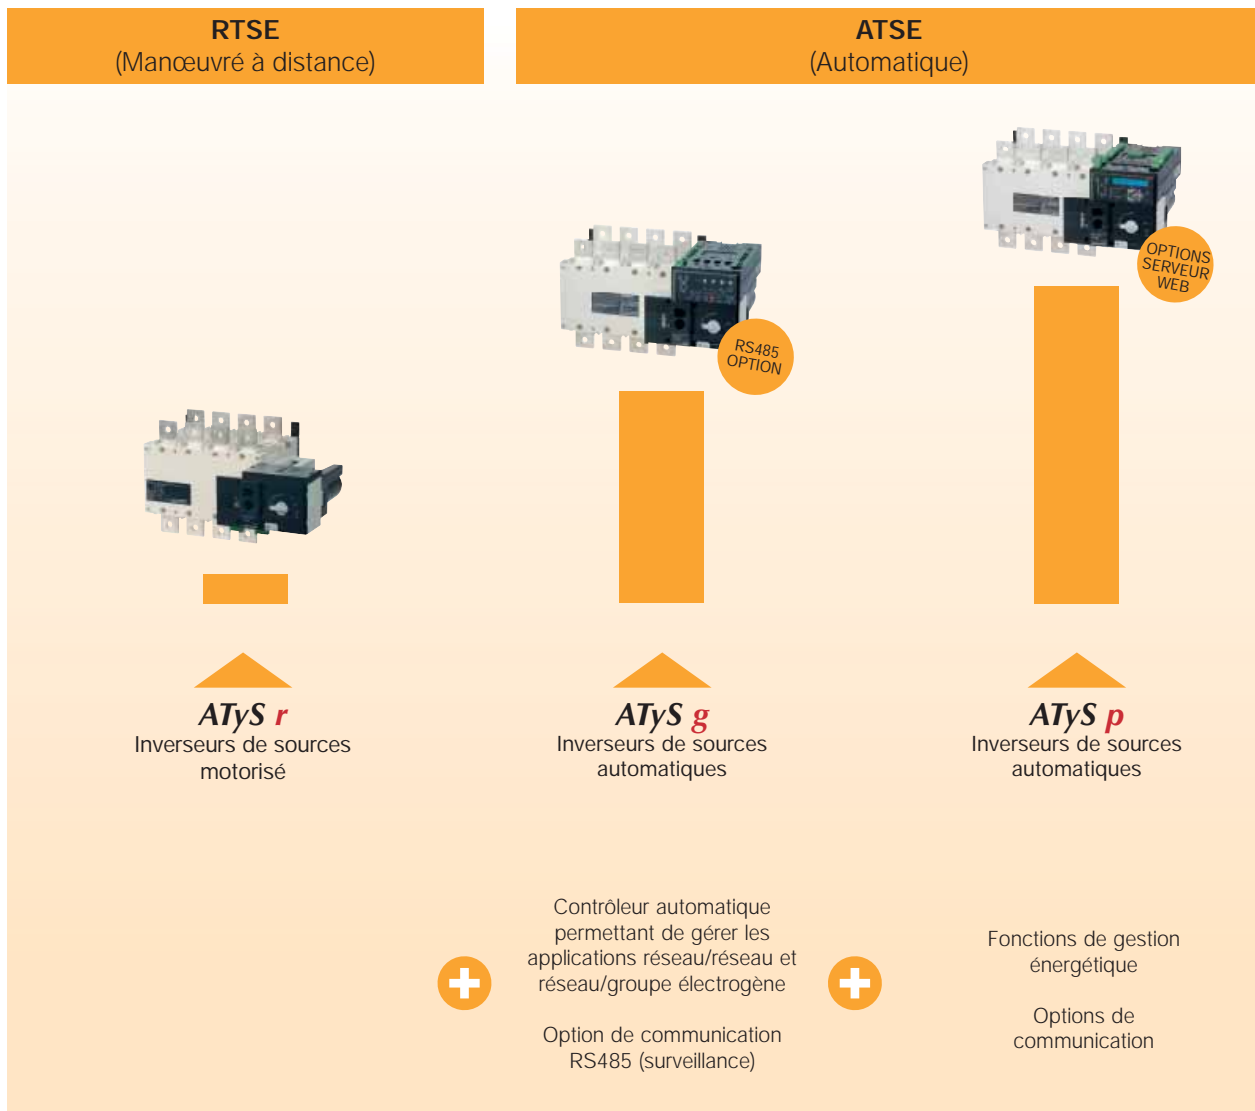 RTSE
(Manœuvré à distance)
ATSE
(Automatique)
OPTIONS
SERVEUR
WEB
RS485
OPTION
ATyS r
Inverseurs de sources
motorisé
ATyS g
Inverseurs de sources
automatiques
ATyS p
Inverseurs de sources
automatiques
Contrôleur automatique
permettant de gérer les
applications réseau/réseau et
réseau/groupe électrogène
Option de communication
RS485 (surveillance)
Fonctions de gestion
énergétique
Options de
communication